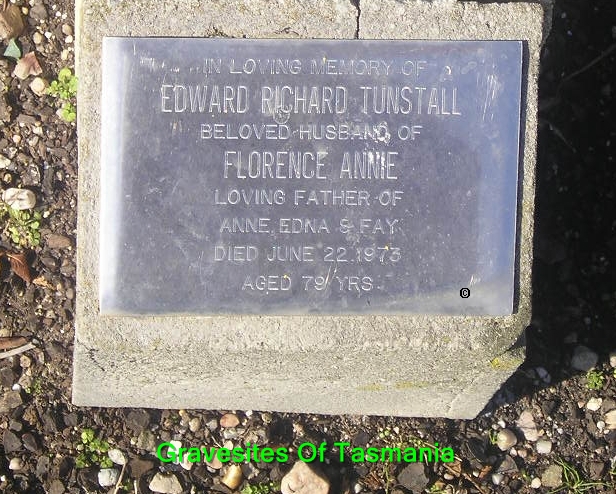 IN LOVING MEMORY OF
EDWARD RICHARD TUNSTALL
BELOVED HUSBAND OF
FLORENCE ANNIE
LOVING FATHER OF
ANNE, EDNA & FAY
DIED JUNE 22.1973
AGED 79 YRS.
©
Gravesites Of Tasmania